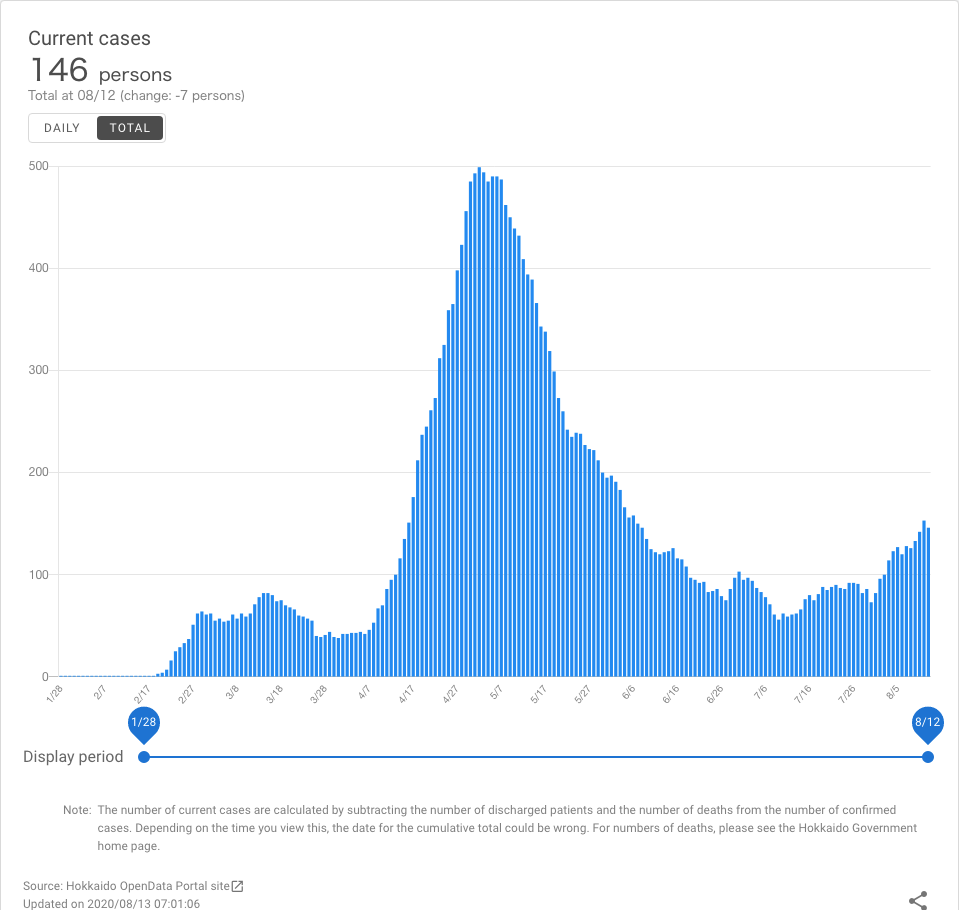 Current cases
146 persons
Total at 08/12 (change: -7 persons)
DAILY TOTAL
500
400
300
200
100
0
1/28 2/7 2/17 2/27 3/8 3/18 3/28 4/7 4/17 4/27 5/7 5/17 5/27 6/6 6/16 6/26 7/6 7/16 7/26 8/5
1/28 8/12
Display period
Note: The number of current cases are calculated by subtracting the number of discharged patients and the number of deaths from the number of confirmed
cases. Depending on the time you view this, the date for the cumulative total could be wrong. For numbers of deaths, please see the Hokkaido Government
home page.
Source: Hokkaido OpenData Portal site
Updated on 2020/08/13 07:01:06